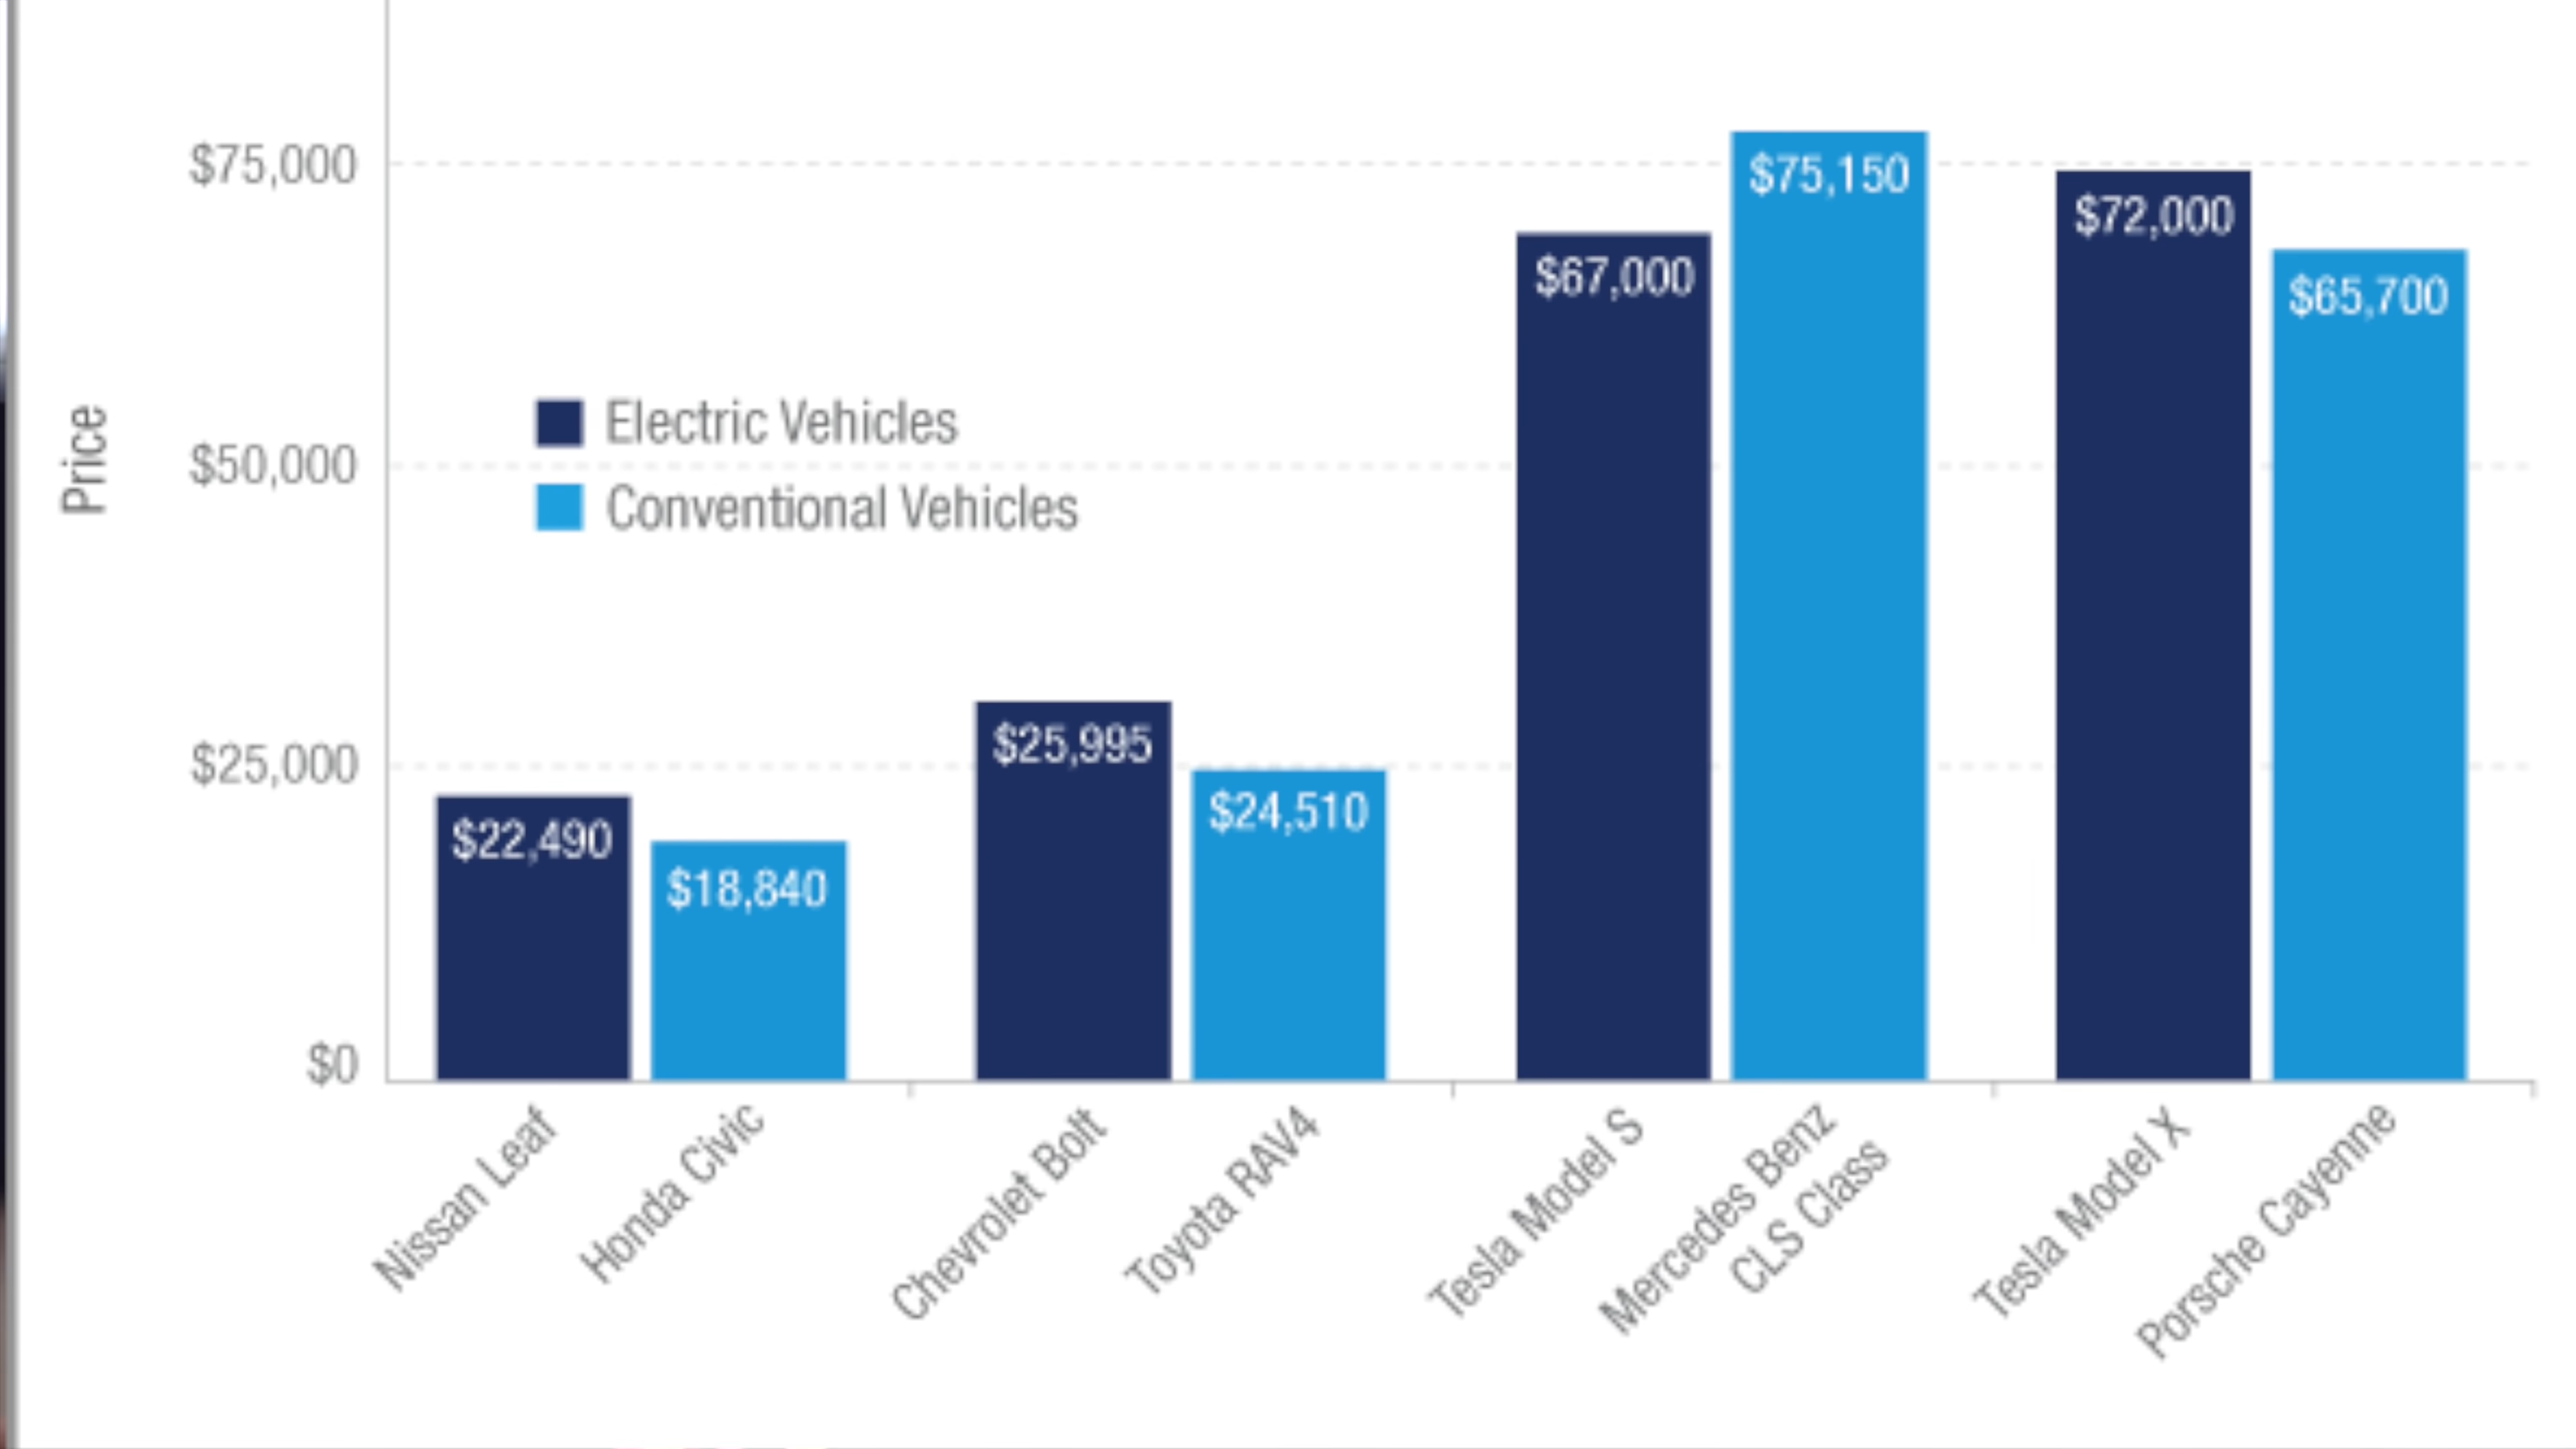 Price
$75,000
$50,000
$25,000
$0
Electric Vehicles
Conventional Vehicles
$22,490
$18,840
$25,995
$24,510
$67,000
$75,150
$72,000
$65,700
Nissan Leaf
Honda Civic
Chevrolet Bolt
Toyota RAV4
Tesla Model S
Mercedes Benz
CLS Class
Tesla Model X
Porsche Cayenne